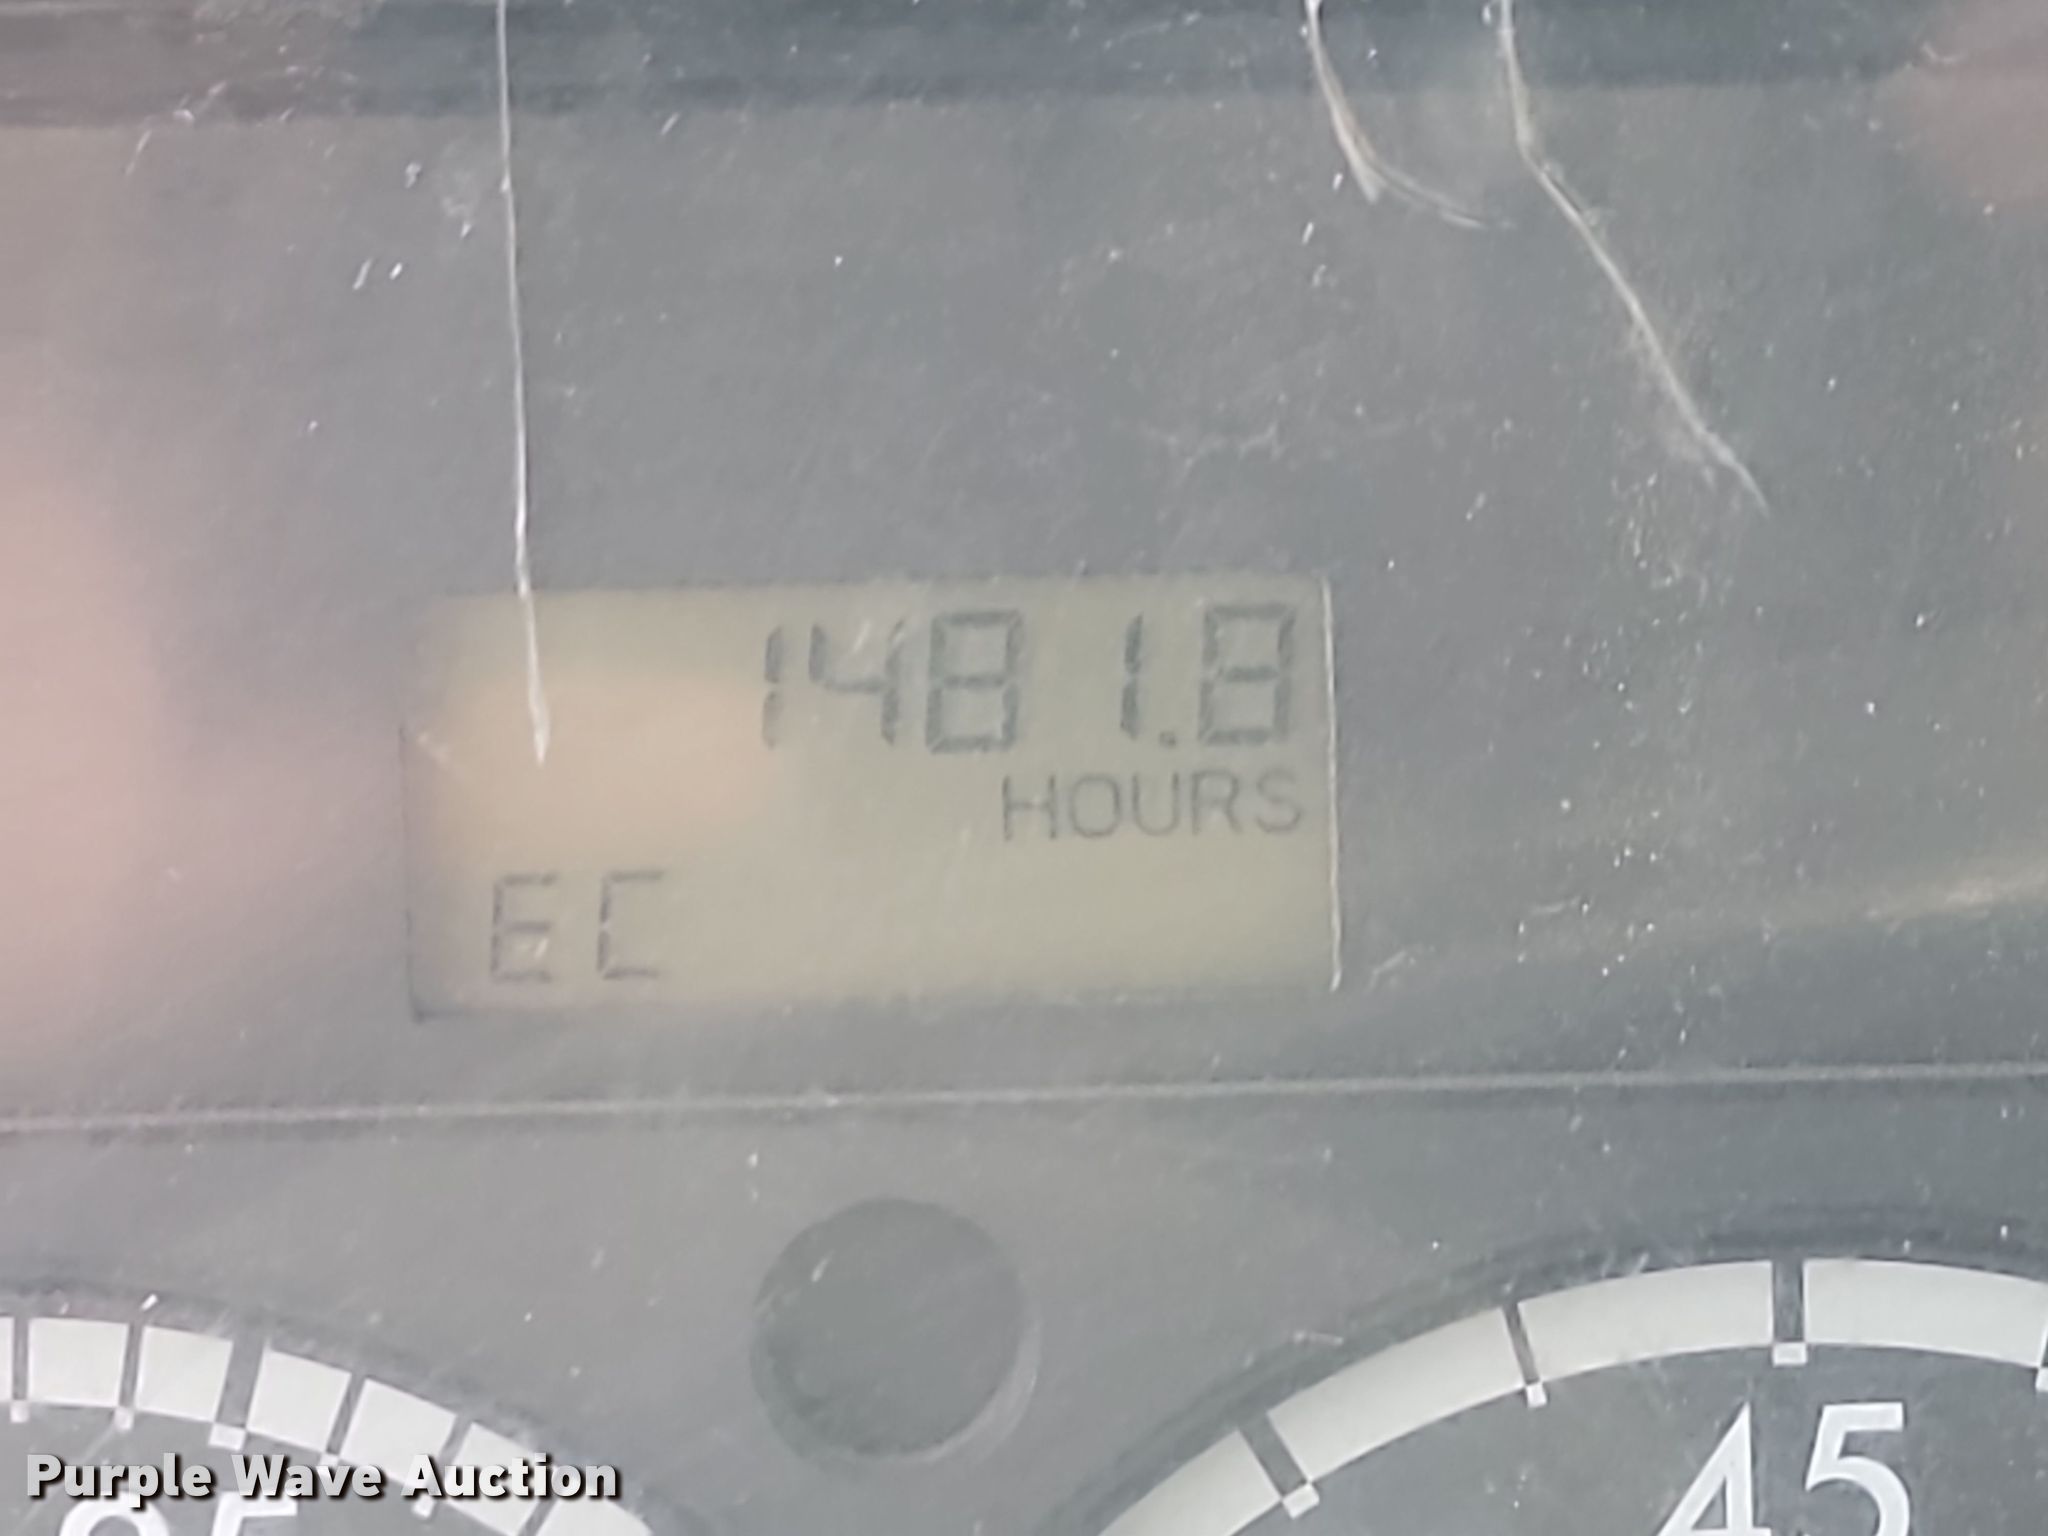 1481.8
HOURS
EC
45
Purple Wave Auction